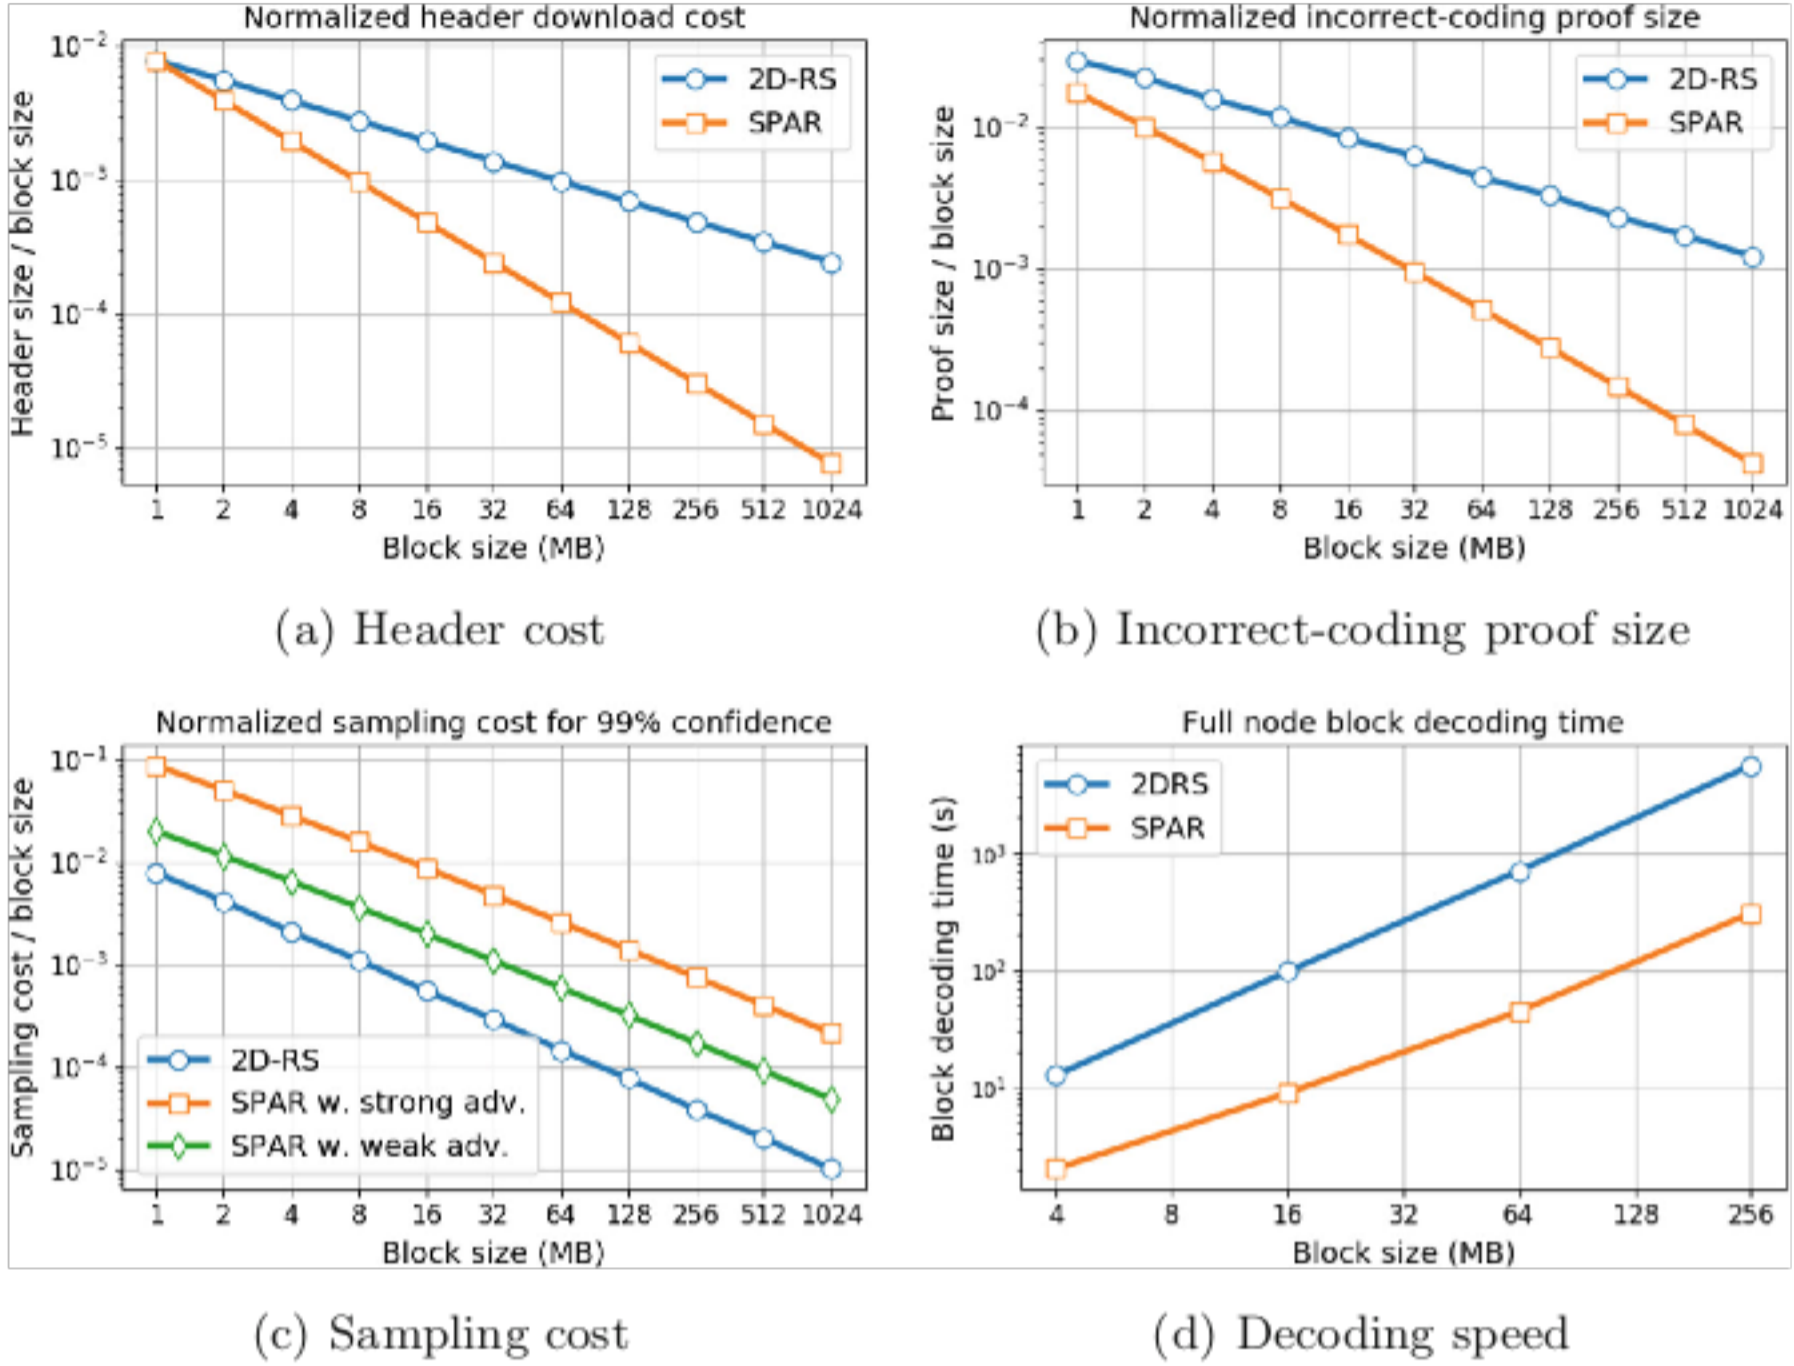 Normalized header download cost
Header size / block size
10⁻²
10⁻³
10⁻⁴
10⁻⁵
2D-RS
SPAR
1 2 4 8 16 32 64 128 256 512 1024
Block size (MB)
(a) Header cost
Normalized incorrect-coding proof size
Proof size / block size
10⁻²
10⁻³
10⁻⁴
2D-RS
SPAR
1 2 4 8 16 32 64 128 256 512 1024
Block size (MB)
(b) Incorrect-coding proof size
Normalized sampling cost for 99% confidence
Sampling cost / block size
10⁻¹
10⁻²
10⁻³
10⁻⁴
10⁻⁵
2D-RS
SPAR w. strong adv.
SPAR w. weak adv.
1 2 4 8 16 32 64 128 256 512 1024
Block size (MB)
(c) Sampling cost
Full node block decoding time
Block decoding time (s)
10³
10²
10¹
2DRS
SPAR
4 8 16 32 64 128 256
Block size (MB)
(d) Decoding speed